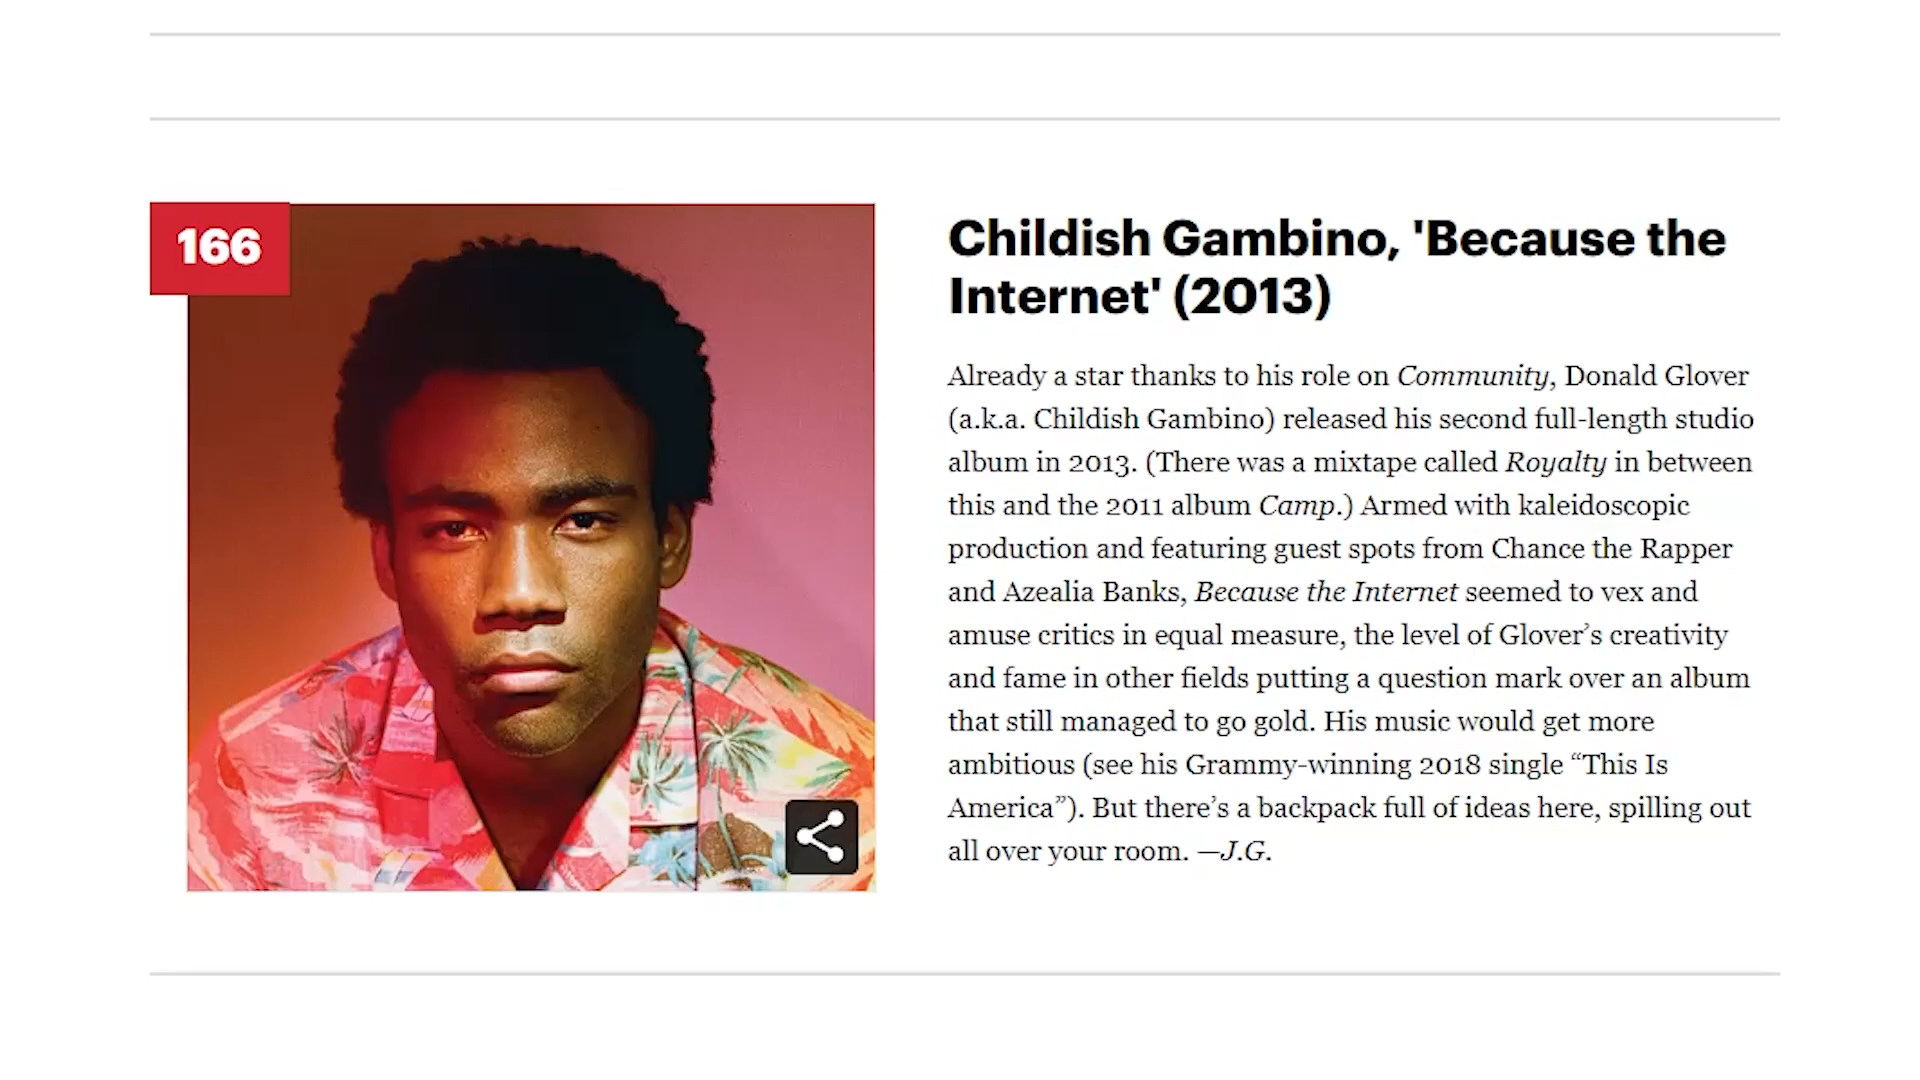 166
Childish Gambino, 'Because the
Internet' (2013)
Already a star thanks to his role on Community, Donald Glover
(a.k.a. Childish Gambino) released his second full-length studio
album in 2013. (There was a mixtape called Royalty in between
this and the 2011 album Camp.) Armed with kaleidoscopic
production and featuring guest spots from Chance the Rapper
and Azealia Banks, Because the Internet seemed to vex and
amuse critics in equal measure, the level of Glover’s creativity
and fame in other fields putting a question mark over an album
that still managed to go gold. His music would get more
ambitious (see his Grammy-winning 2018 single “This Is
America”). But there’s a backpack full of ideas here, spilling out
all over your room. —J.G.